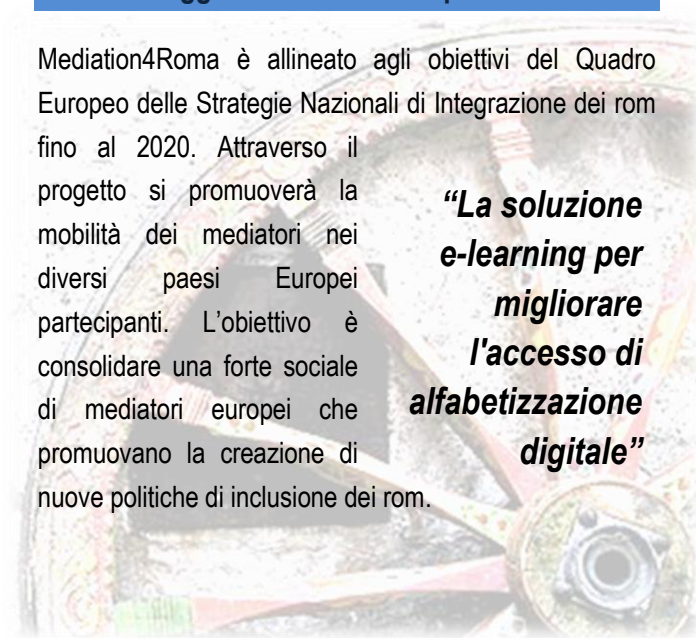 Mediation4Roma è allineato agli obiettivi del Quadro
Europeo delle Strategie Nazionali di Integrazione dei rom
fino al 2020. Attraverso il
progetto si promuoverà la
mobilità dei mediatori nei
diversi paesi Europei
partecipanti. L’obiettivo è
consolidare una forte sociale
di mediatori europei che
promuovano la creazione di
nuove politiche di inclusione dei rom.
“La soluzione
e-learning per
migliorare
l'accesso di
alfabetizzazione
digitale”